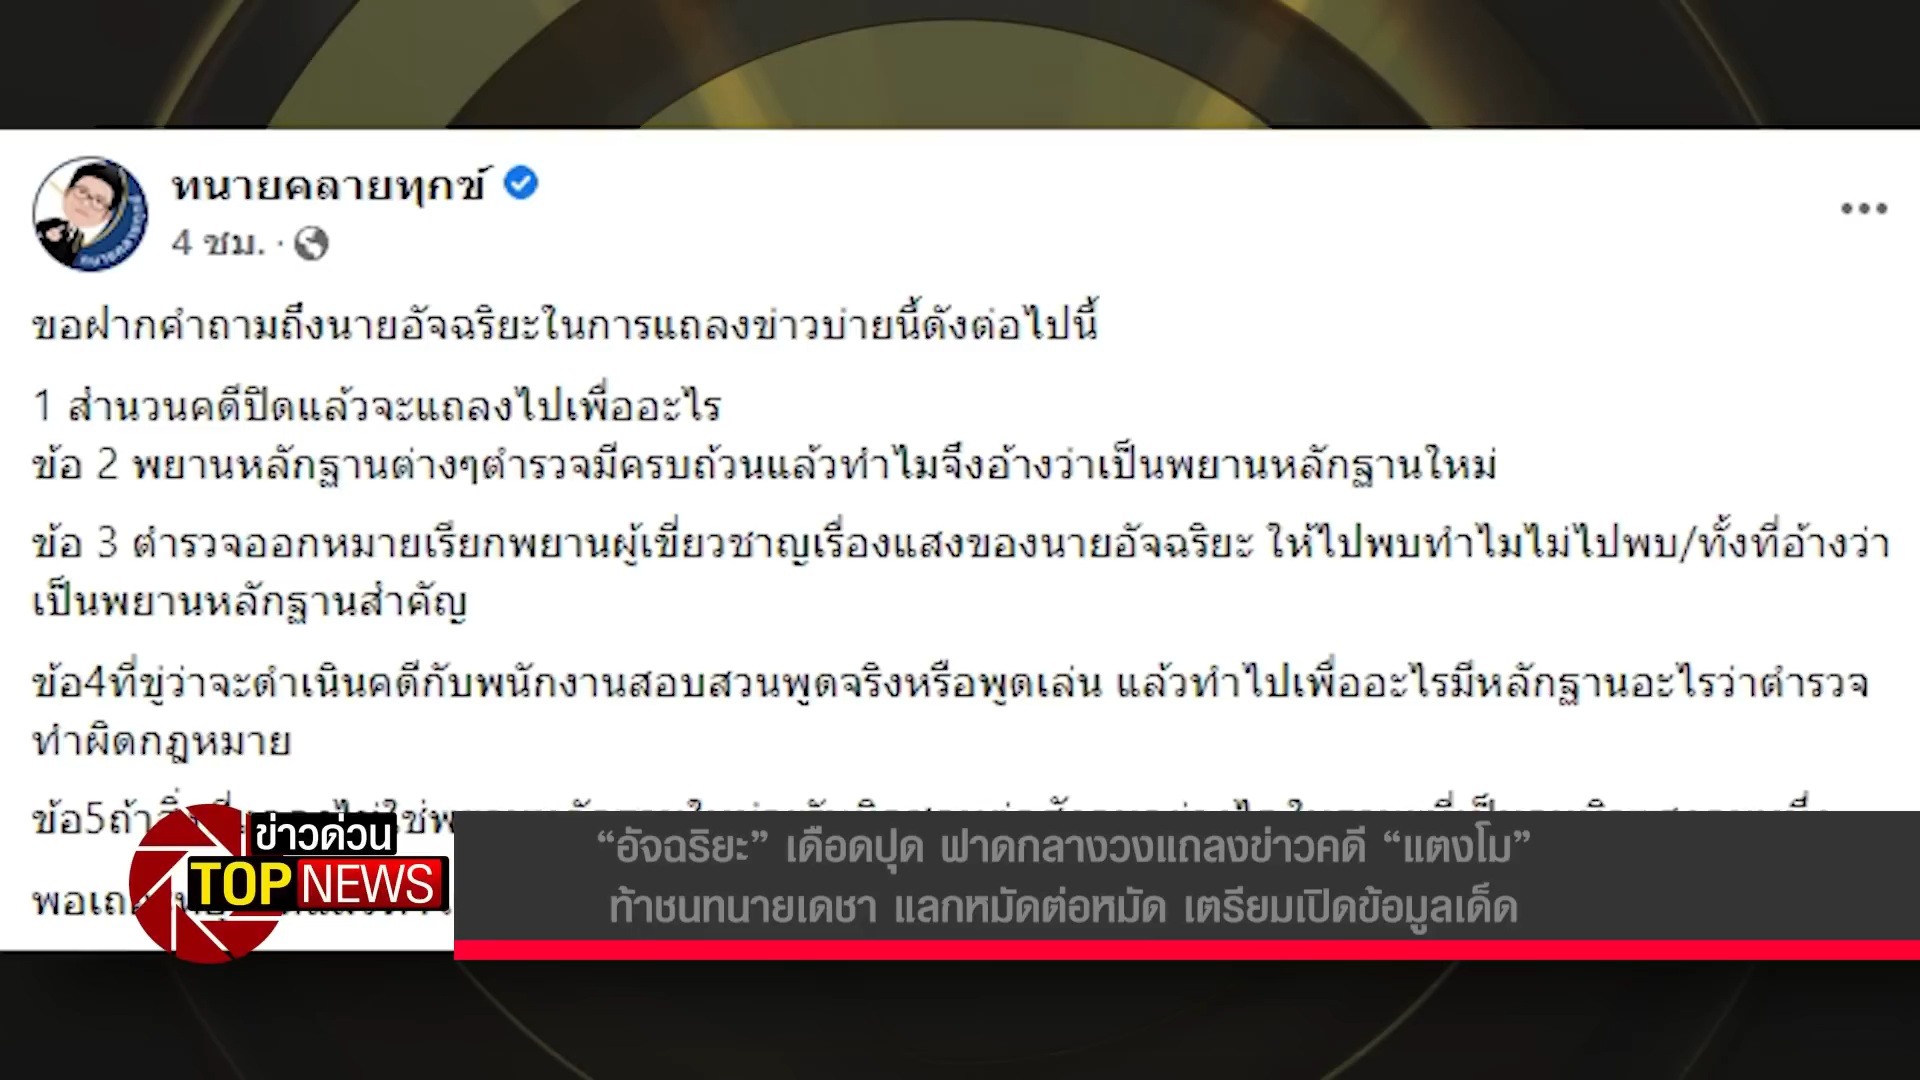 ทนายคลายทุกข์
4 ชม. ·
ขอฝากคำถามถึงนายอัจฉริยะในการแถลงข่าวบ่ายนี้ดังต่อไปนี้
1 สำนวนคดีปิดแล้วจะแถลงไปเพื่ออะไร
ข้อ 2 พยานหลักฐานต่างๆตำรวจมีครบถ้วนแล้วทำไมจึงอ้างว่าเป็นพยานหลักฐานใหม่
ข้อ 3 ตำรวจออกหมายเรียกพยานผู้เชี่ยวชาญเรื่องแสงของนายอัจฉริยะ ให้ไปพบทำไมไม่ไปพบ/ทั้งที่อ้างว่า
เป็นพยานหลักฐานสำคัญ
ข้อ4ที่ขู่ว่าจะดำเนินคดีกับพนักงานสอบสวนพูดจริงหรือพูดเล่น แล้วทำไปเพื่ออะไรมีหลักฐานอะไรว่าตำรวจ
ทำผิดกฎหมาย
ข้อ5ถ้า
ข่าวด่วน
TOP NEWS
“อัจฉริยะ” เดือดปุด ฟาดกลางวงแถลงข่าวคดี “แตงโม”
ท้าชนทนายเดชา แลกหมัดต่อหมัด เตรียมเปิดข้อมูลเด็ด